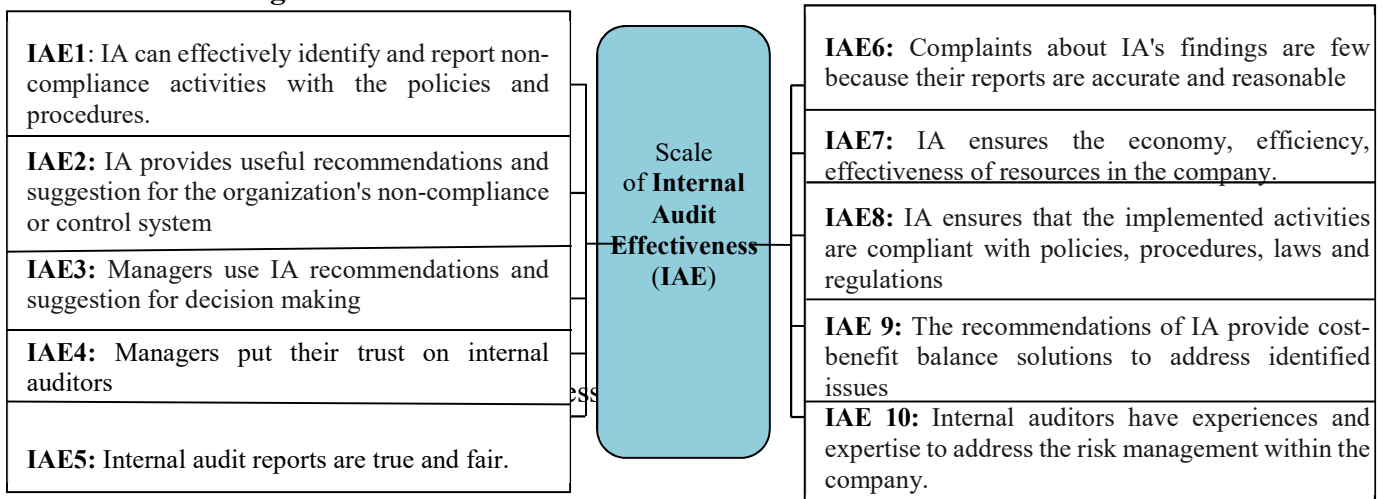 IAE1: IA can effectively identify and report non-
compliance activities with the policies and
procedures.
IAE2: IA provides useful recommendations and
suggestion for the organization's non-compliance
or control system
IAE3: Managers use IA recommendations and
suggestion for decision making
IAE4: Managers put their trust on internal
auditors
IAE5: Internal audit reports are true and fair.
Scale
of Internal
Audit
Effectiveness
(IAE)
IAE6: Complaints about IA's findings are few
because their reports are accurate and reasonable
IAE7: IA ensures the economy, efficiency,
effectiveness of resources in the company.
IAE8: IA ensures that the implemented activities
are compliant with policies, procedures, laws and
regulations
IAE 9: The recommendations of IA provide cost-
benefit balance solutions to address identified
issues
IAE 10: Internal auditors have experiences and
expertise to address the risk management within the
company.